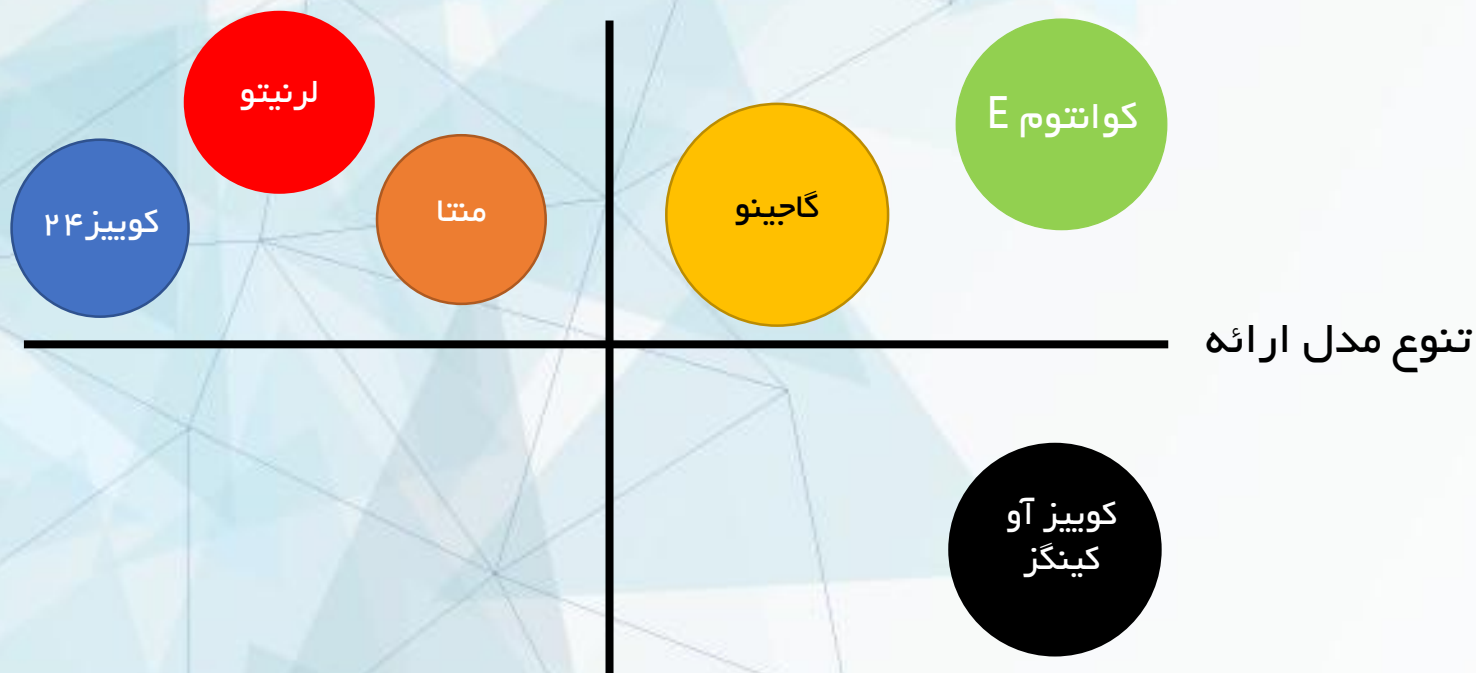 لرنیتو
کوانتوم E
منتا
گاجینو
کوییز۲۴
تنوع مدل ارائه
کوییز آو
کینگز